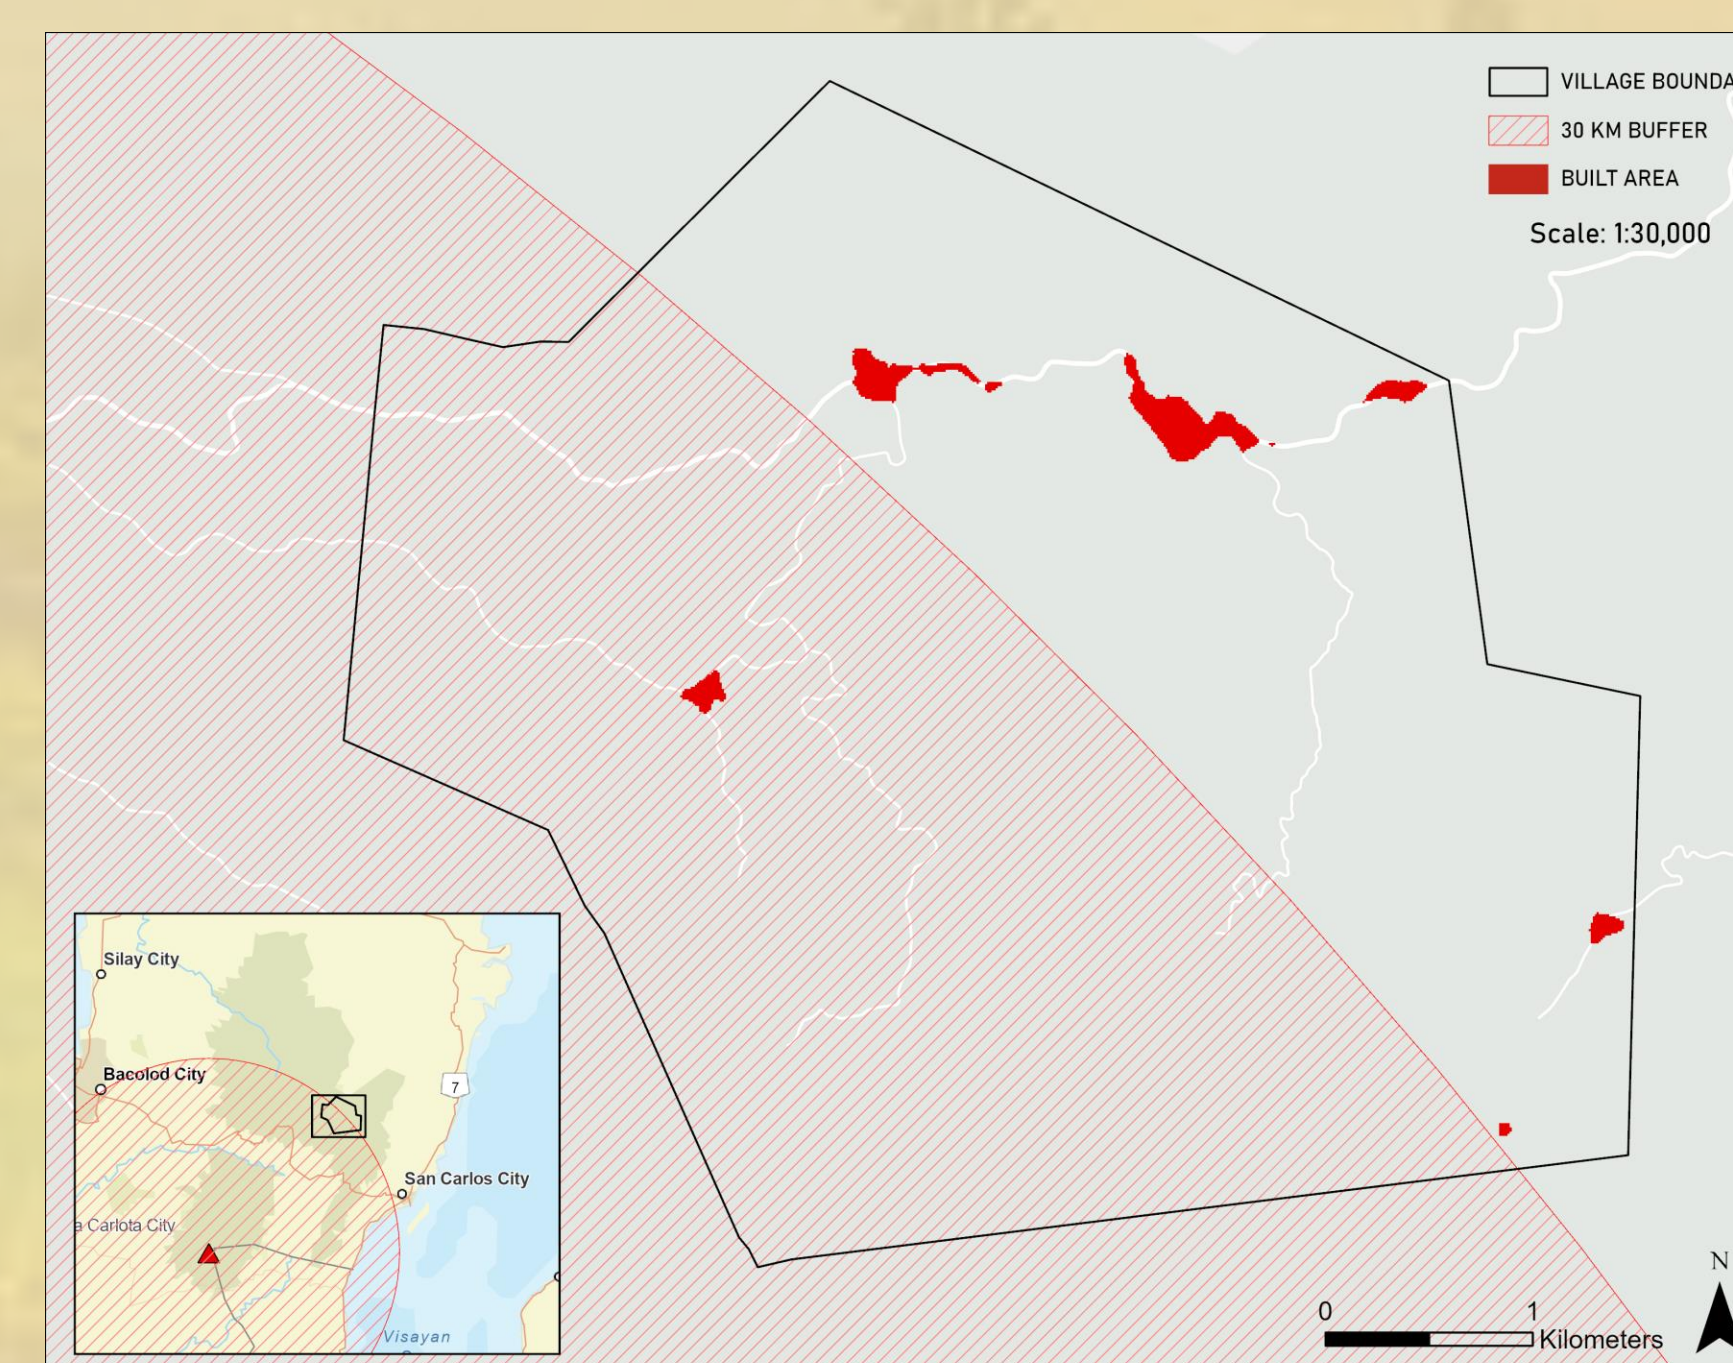 VILLAGE BOUNDA
30 KM BUFFER
BUILT AREA
Scale: 1:30,000
Silay City
Bacolod City
7
San Carlos City
a Carlota City
Visayan
N
0 1
Kilometers